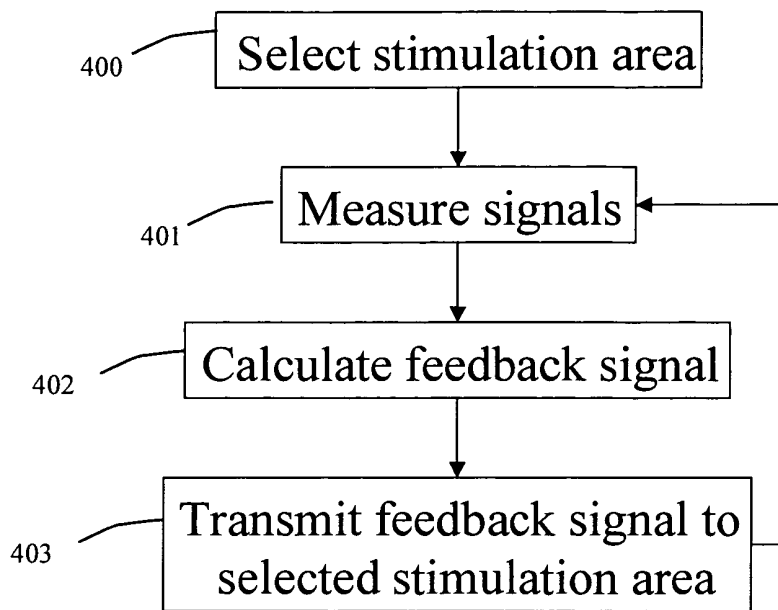 400
Select stimulation area
401
Measure signals
402
Calculate feedback signal
403
Transmit feedback signal to
selected stimulation area